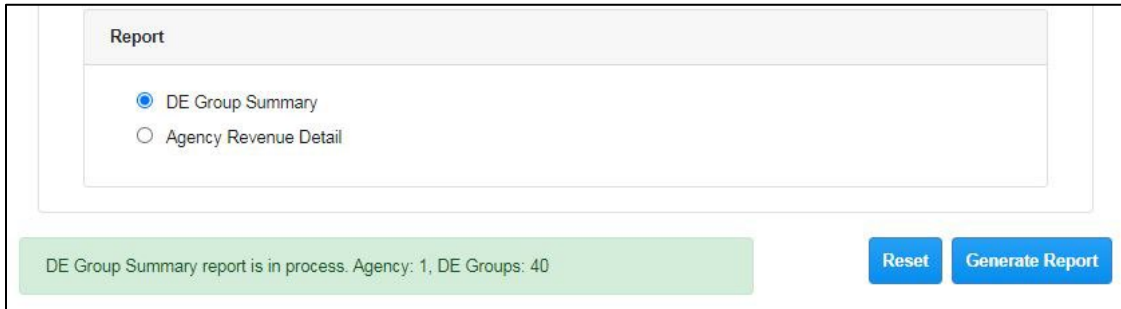 Report
DE Group Summary
Agency Revenue Detail
DE Group Summary report is in process. Agency: 1, DE Groups: 40
Reset
Generate Report